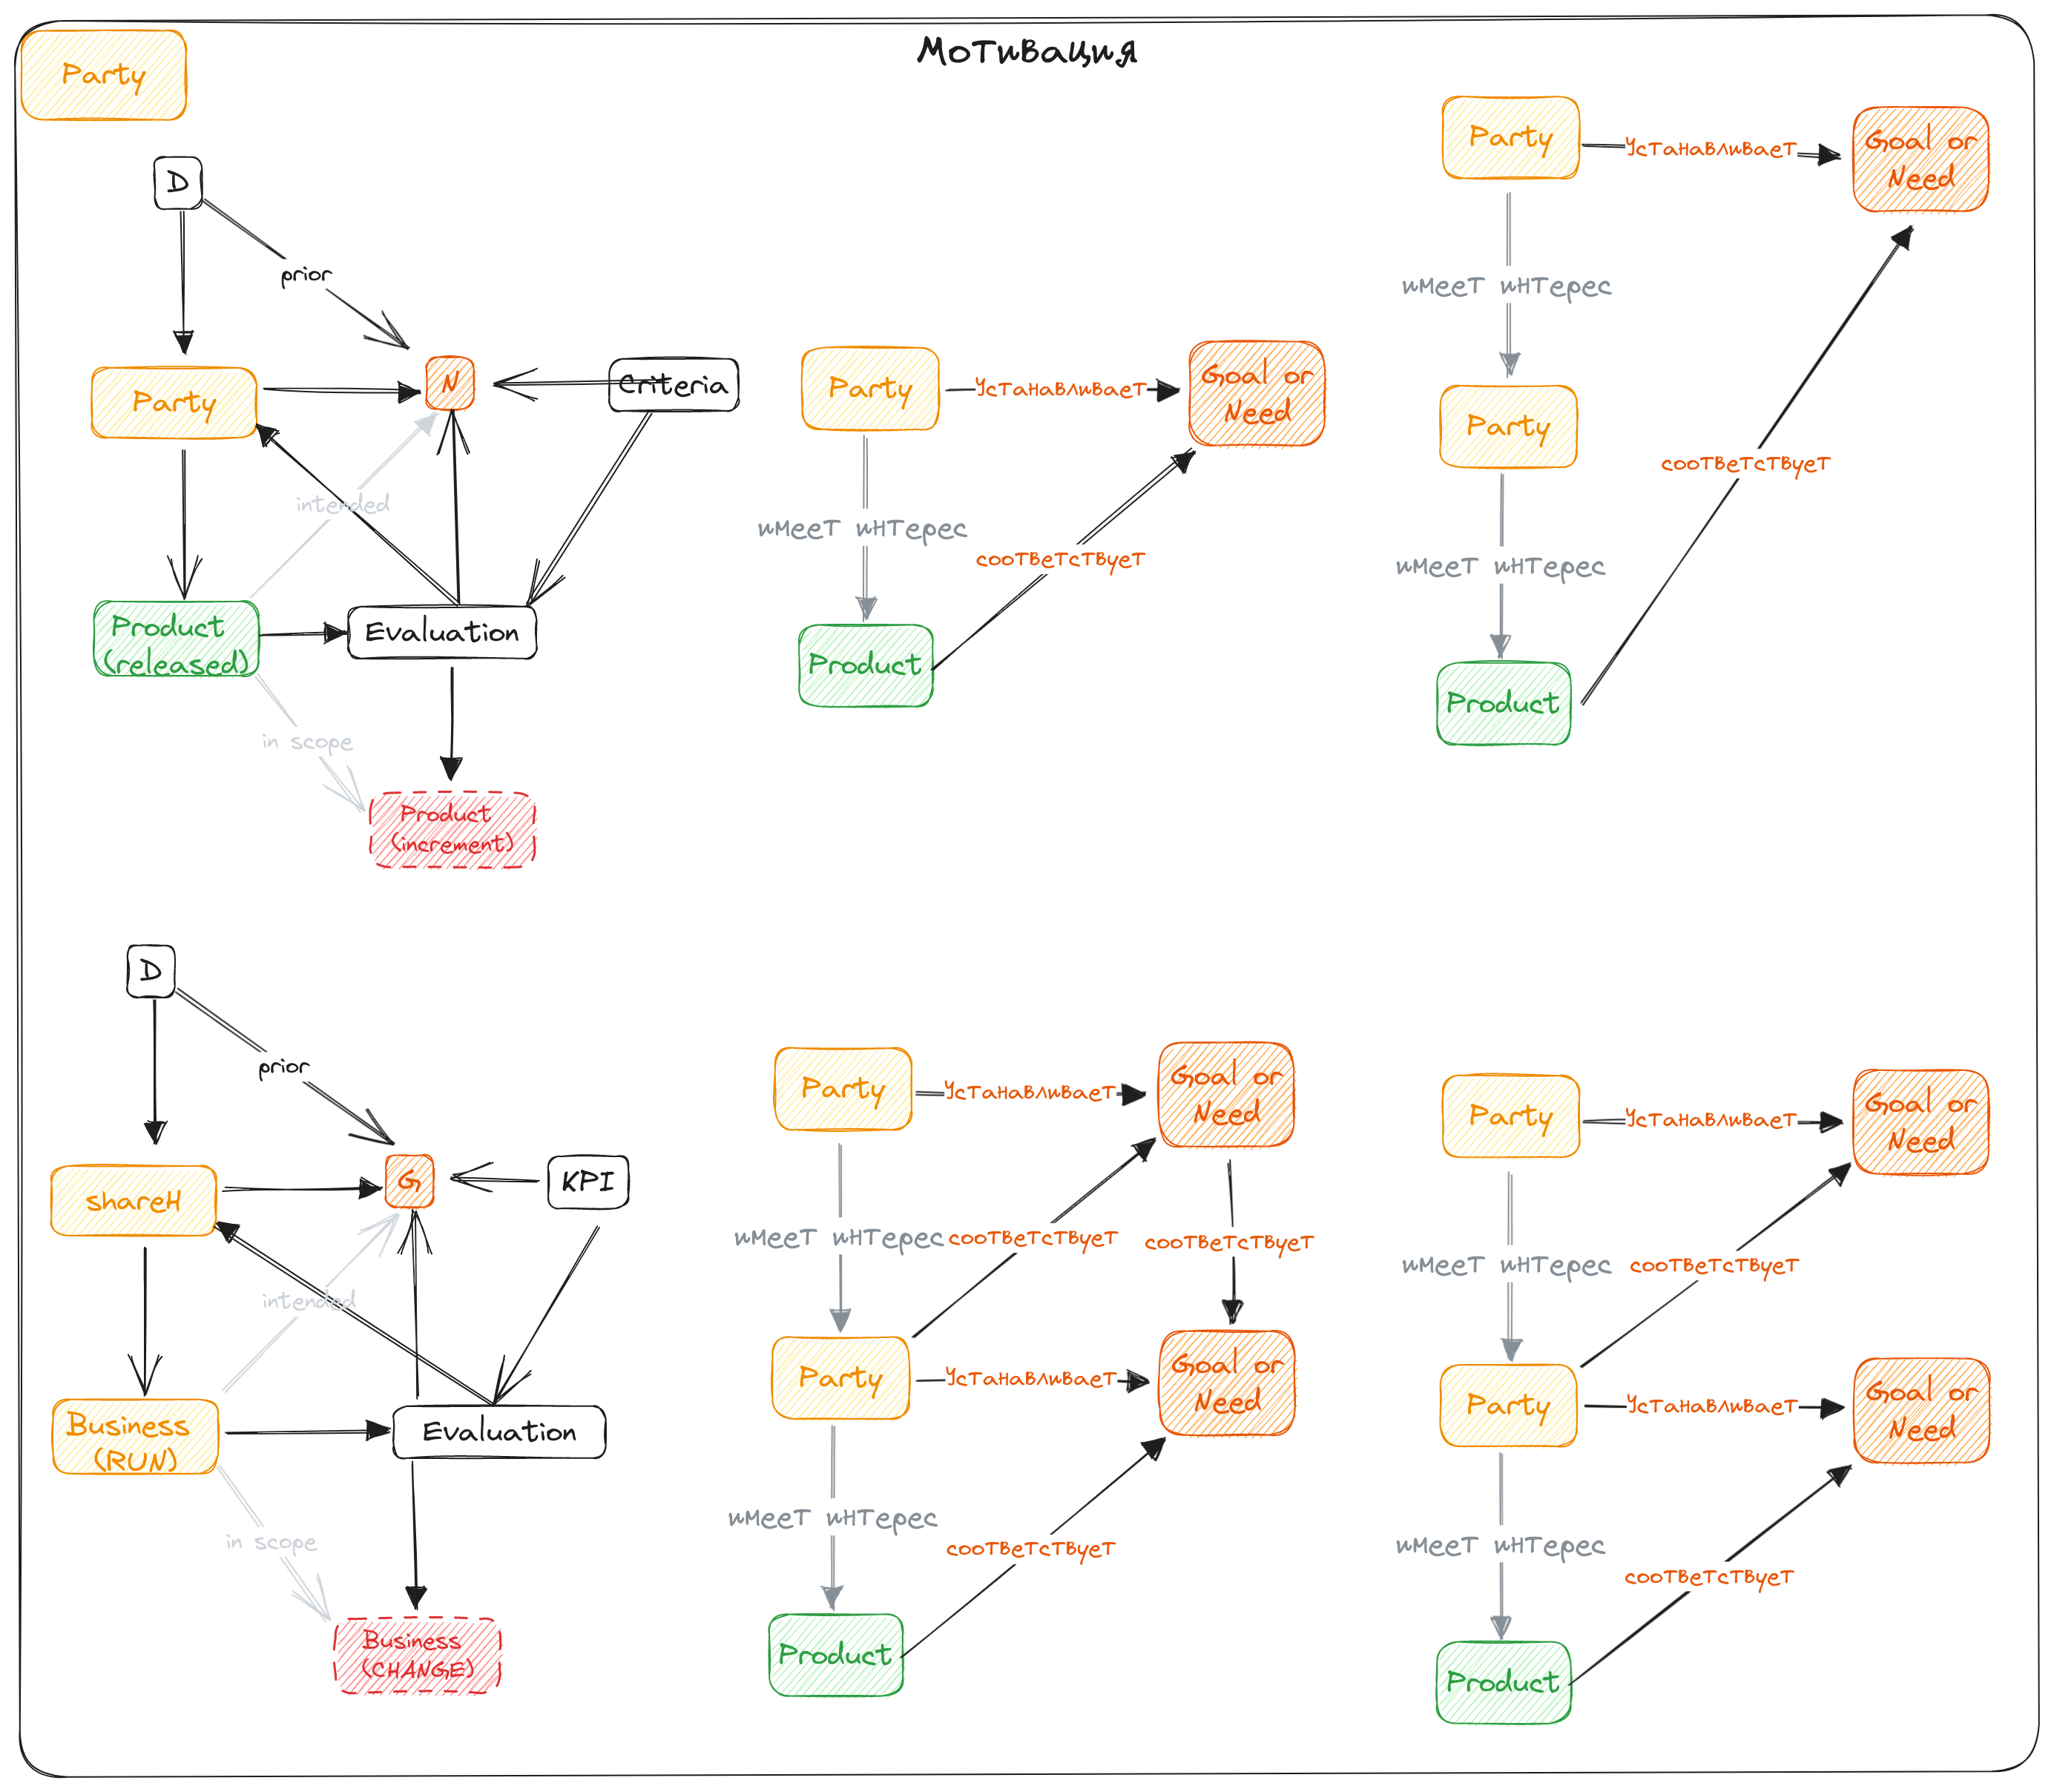 Мотивация
Party
D
prior
Party
N
Criteria
intended
Product
(released)
Evaluation
in scope
Product
(increment)
Party
устанавливает
Goal or
Need
имеет интерес
соответствует
Product
Party
устанавливает
Goal or
Need
имеет интерес
Party
соответствует
имеет интерес
Product
D
prior
shareH
G
KPI
intended
Business
(RUN)
Evaluation
in scope
Business
(CHANGE)
Party
устанавливает
Goal or
Need
имеет интерес
соответствует
соответствует
Party
устанавливает
Goal or
Need
имеет интерес
соответствует
Product
Party
устанавливает
Goal or
Need
имеет интерес
соответствует
Party
устанавливает
Goal or
Need
имеет интерес
соответствует
Product